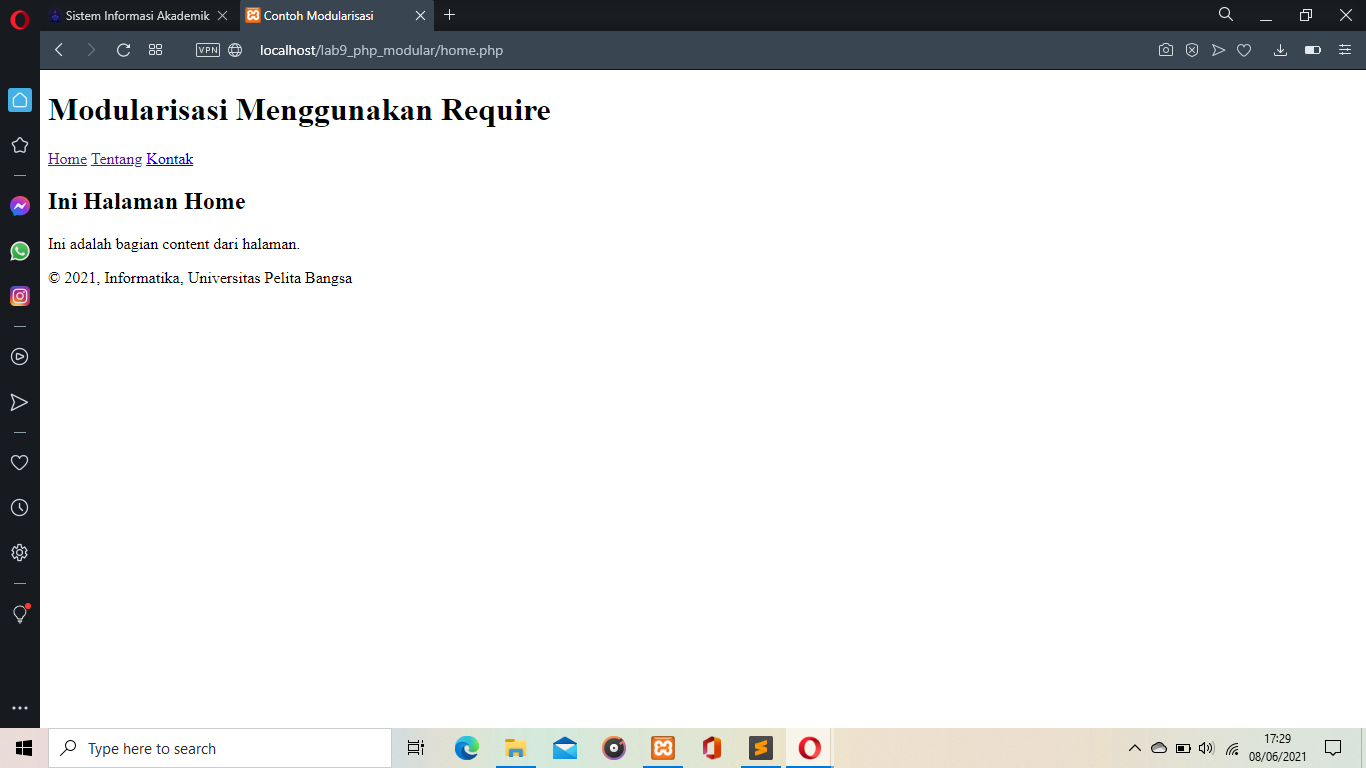 Sistem Informasi Akademik
Contoh Modularisasi
VPN
localhost/lab9_php_modular/home.php
Modularisasi Menggunakan Require
Home Tentang Kontak
Ini Halaman Home
Ini adalah bagian content dari halaman.
© 2021, Informatika, Universitas Pelita Bangsa
Type here to search
17:29
08/06/2021